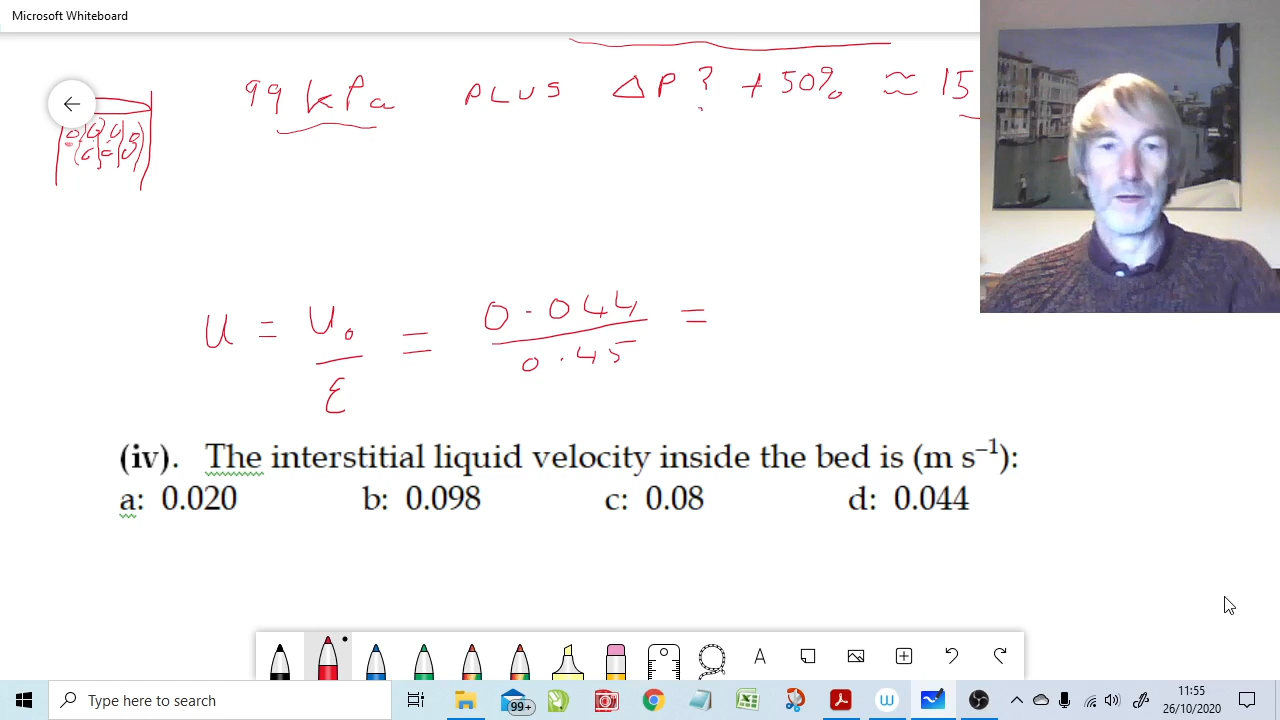 Microsoft Whiteboard
99 kPa PLUS ΔP ? + 50% ≈ 15
U = U₀/ε = 0.044/0.45 =
(iv). The interstitial liquid velocity inside the bed is (m s⁻¹):
a: 0.020 b: 0.098 c: 0.08 d: 0.044
A
Type here to search
99+
11:55
26/10/2020